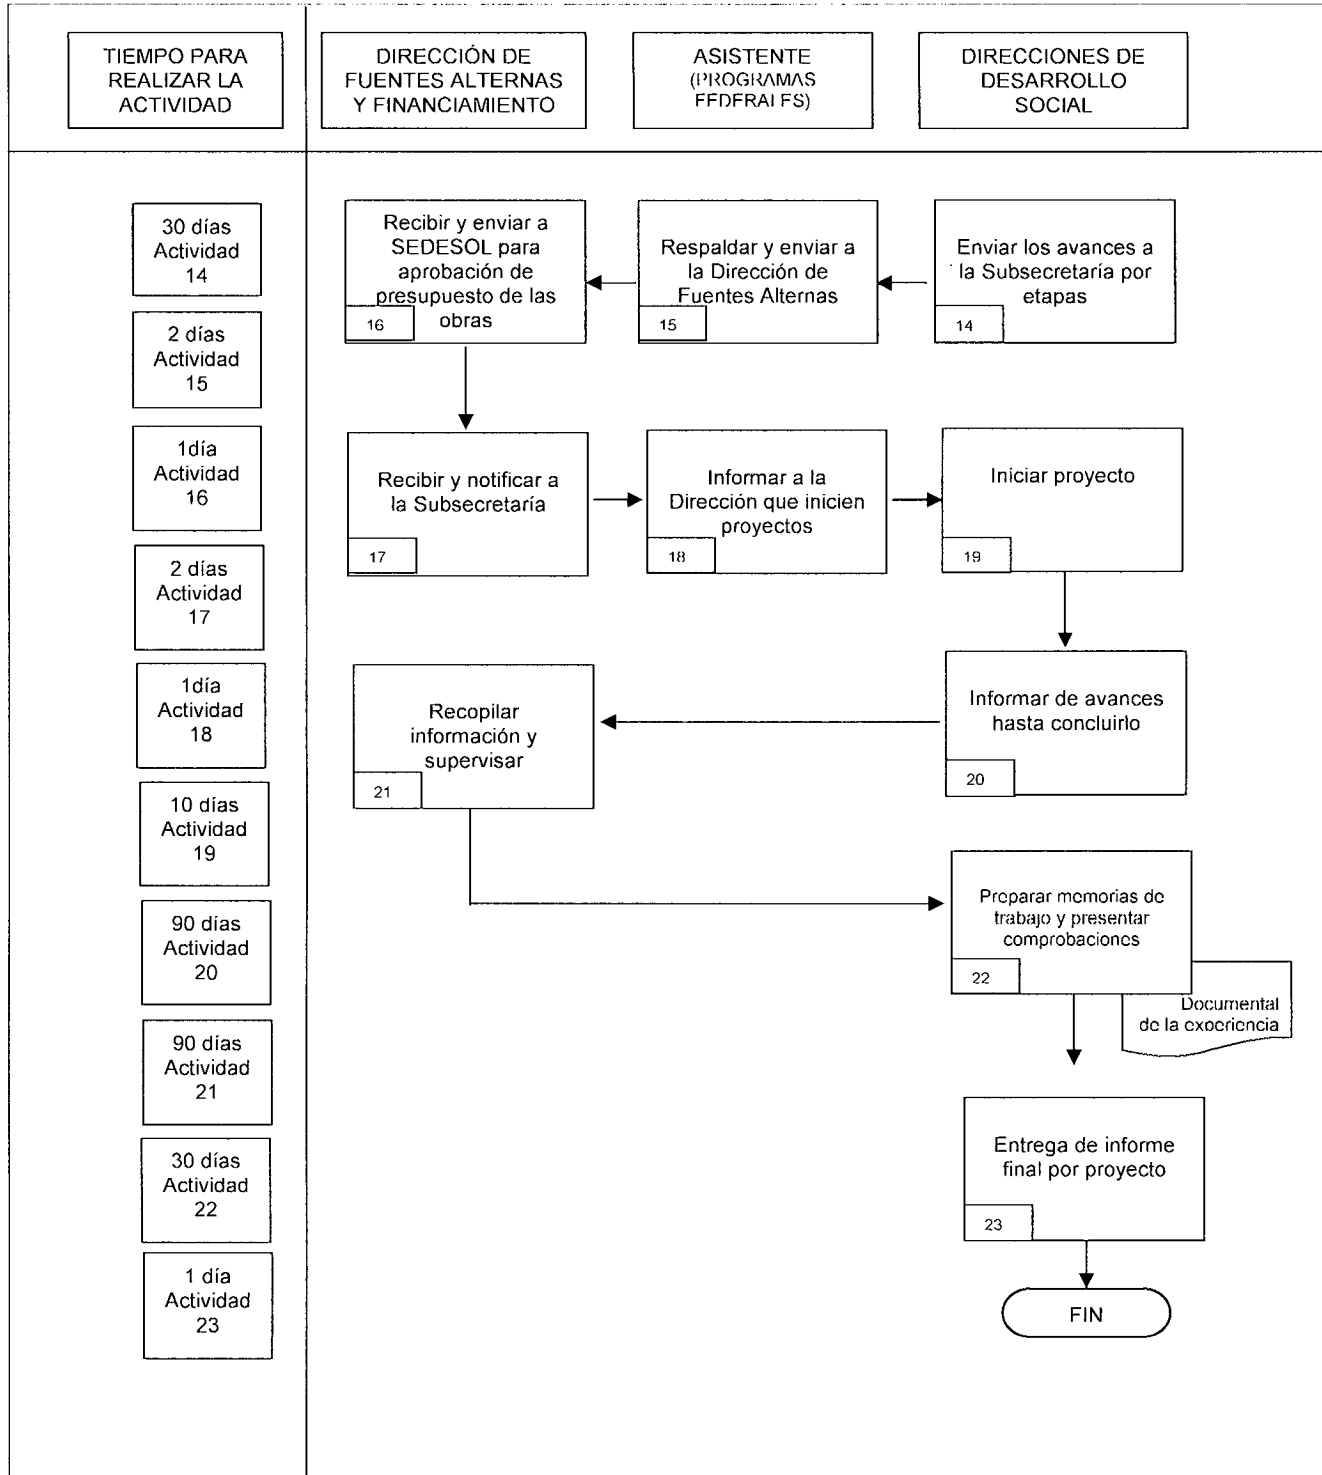 TIEMPO PARA
REALIZAR LA
ACTIVIDAD
DIRECCIÓN DE
FUENTES ALTERNAS
Y FINANCIAMIENTO
ASISTENTE
(PROGRAMAS
FEDERALES)
DIRECCIONES DE
DESARROLLO
SOCIAL
30 días
Actividad
14
2 días
Actividad
15
1día
Actividad
16
2 días
Actividad
17
1día
Actividad
18
10 días
Actividad
19
90 días
Actividad
20
90 días
Actividad
21
30 días
Actividad
22
1 día
Actividad
23
Recibir y enviar a
SEDESOL para
aprobación de
presupuesto de las
obras
16
Respaldar y enviar a
la Dirección de
Fuentes Alternas
15
Enviar los avances a
la Subsecretaría por
etapas
14
Recibir y notificar a
la Subsecretaría
17
Informar a la
Dirección que inicien
proyectos
18
Iniciar proyecto
19
Recopilar
información y
supervisar
21
Informar de avances
hasta concluirlo
20
Preparar memorias de
trabajo y presentar
comprobaciones
22
Documental
de la experiencia
Entrega de informe
final por proyecto
23
FIN